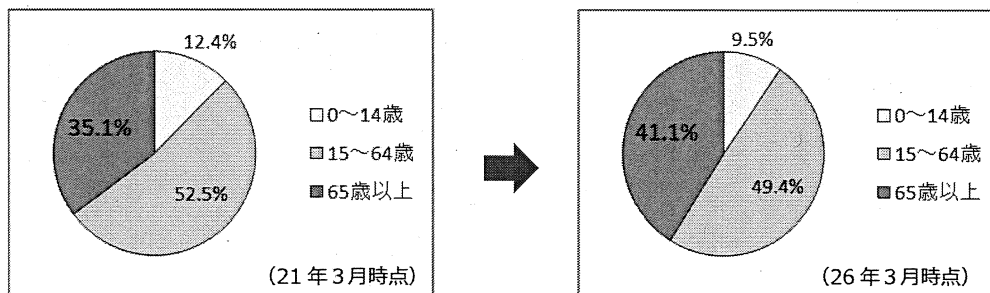 12.4%
35.1%
52.5%
□0～14歳
■15～64歳
■65歳以上
（21年3月時点）
9.5%
41.1%
49.4%
□0～14歳
■15～64歳
■65歳以上
（26年3月時点）